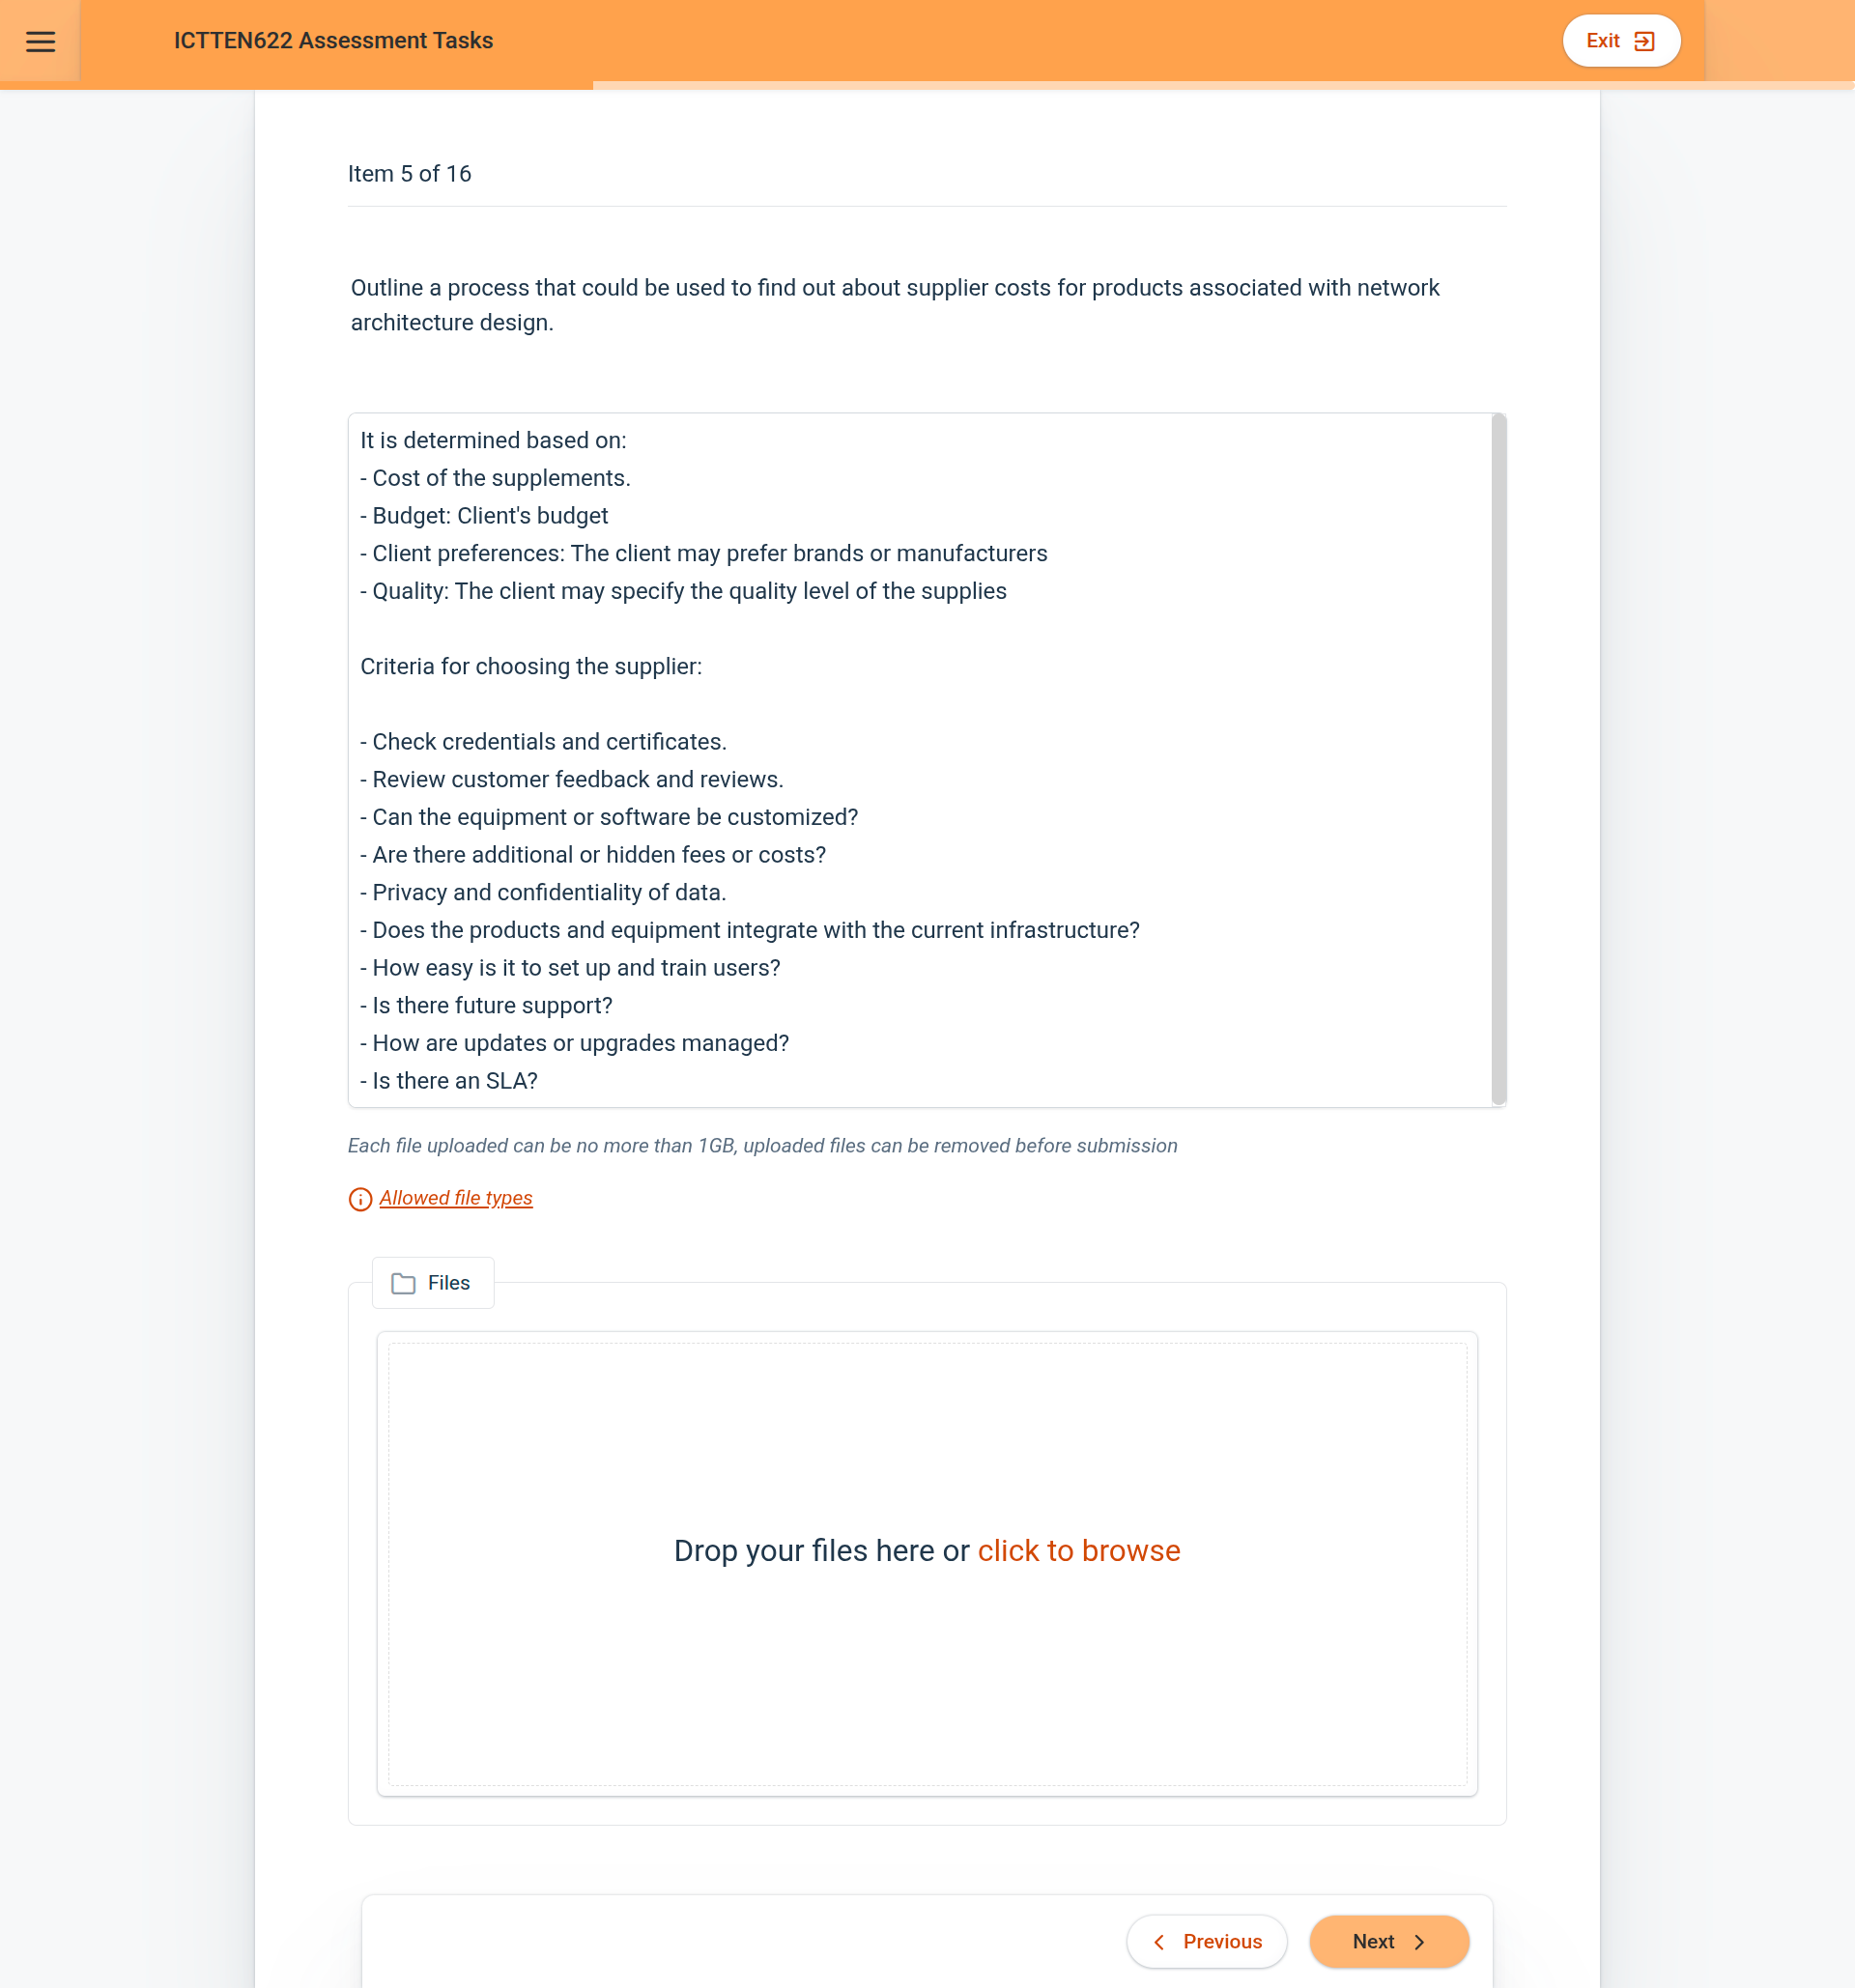 ICTTEN622 Assessment Tasks
Exit
Item 5 of 16
Outline a process that could be used to find out about supplier costs for products associated with network
architecture design.
It is determined based on:
- Cost of the supplements.
- Budget: Client's budget
- Client preferences: The client may prefer brands or manufacturers
- Quality: The client may specify the quality level of the supplies
Criteria for choosing the supplier:
- Check credentials and certificates.
- Review customer feedback and reviews.
- Can the equipment or software be customized?
- Are there additional or hidden fees or costs?
- Privacy and confidentiality of data.
- Does the products and equipment integrate with the current infrastructure?
- How easy is it to set up and train users?
- Is there future support?
- How are updates or upgrades managed?
- Is there an SLA?
Each file uploaded can be no more than 1GB, uploaded files can be removed before submission
Allowed file types
Files
Drop your files here or click to browse
Previous
Next